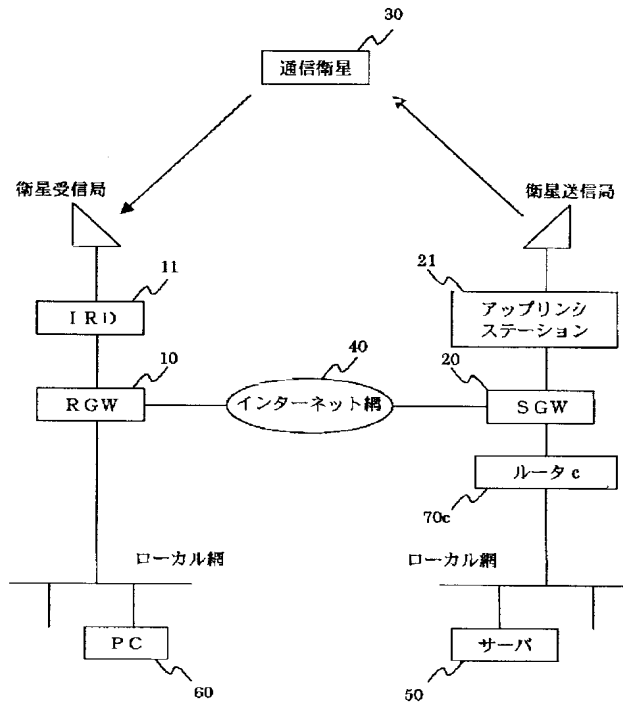 30
通信衛星
衛星受信局
衛星送信局
11
21
IRD
アップリンク
ステーション
10
40
20
RGW
インターネット網
SGW
ルータc
70c
ローカル網
ローカル網
PC
サーバ
60
50